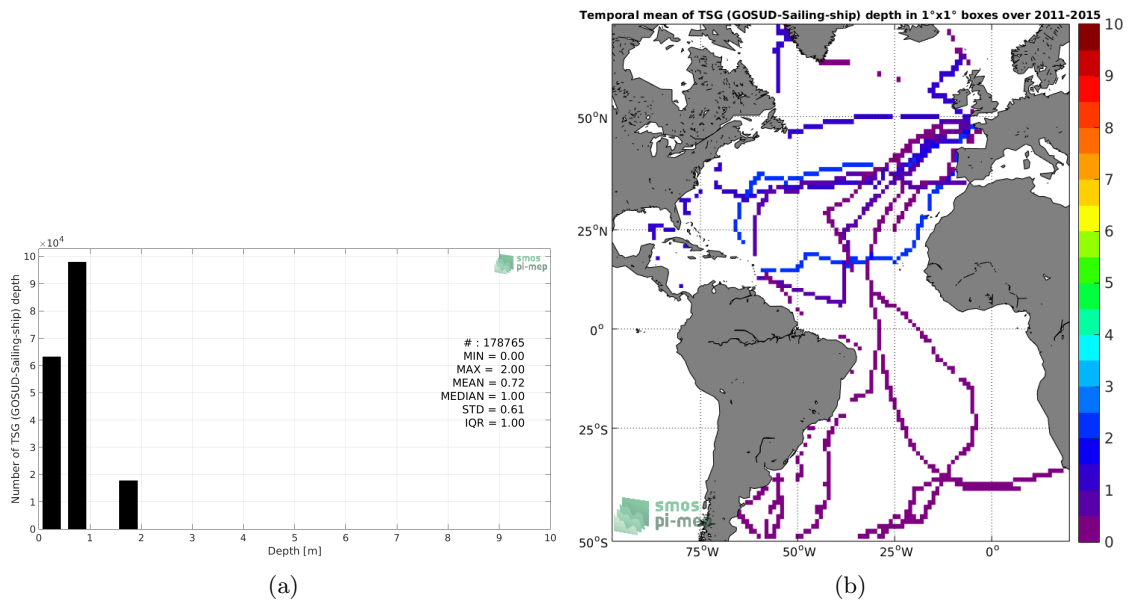 ×10⁴
10
9
8
7
6
5
4
3
2
1
0
Number of TSG (GOSUD-Sailing-ship) depth
smos
pi-mep
# : 178765
MIN = 0.00
MAX = 2.00
MEAN = 0.72
MEDIAN = 1.00
STD = 0.61
IQR = 1.00
0 1 2 3 4 5 6 7 8 9 10
Depth [m]
(a)
Temporal mean of TSG (GOSUD-Sailing-ship) depth in 1°x1° boxes over 2011-2015
50°N
25°N
0°
25°S
50°S
75°W 50°W 25°W 0°
smos
pi-mep
10
9
8
7
6
5
4
3
2
1
0
(b)